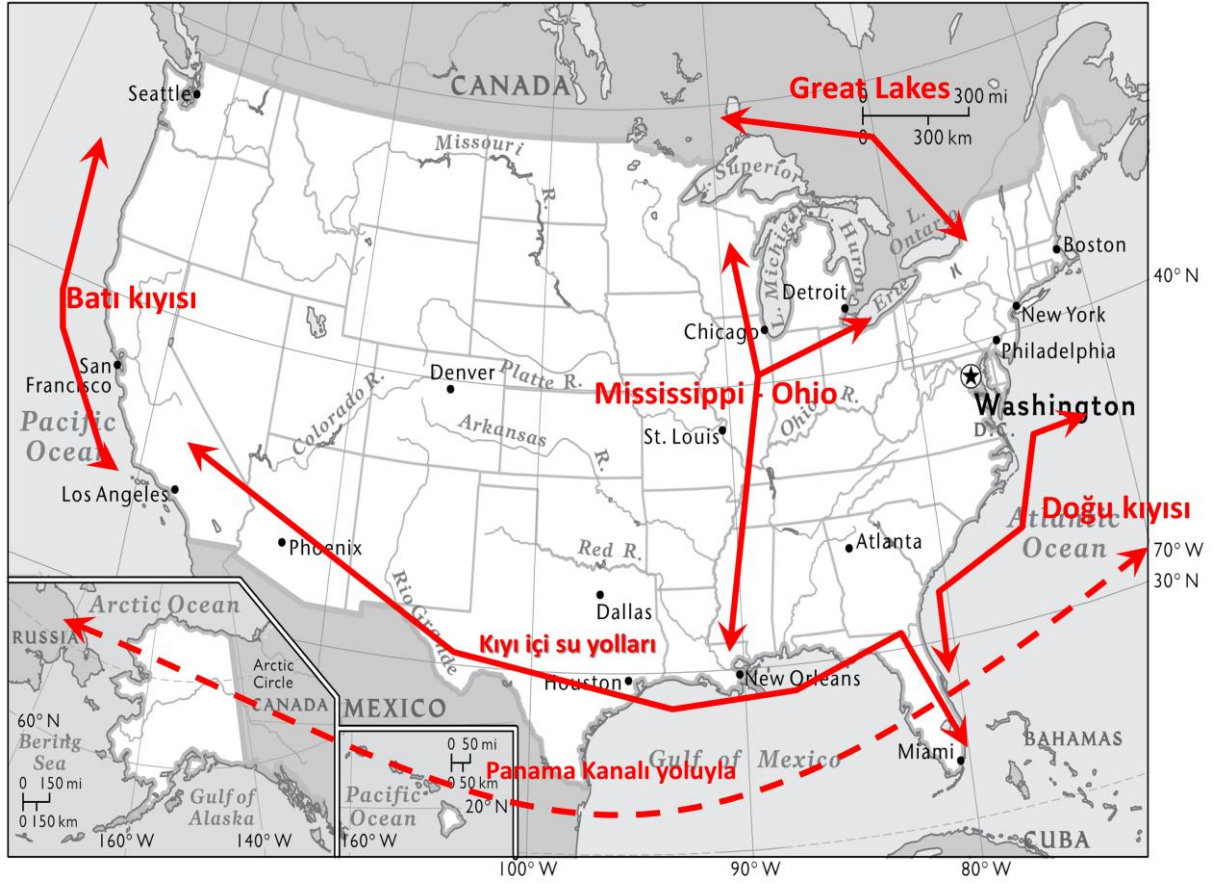 CANADA
Great Lakes
0 300 mi
0 300 km
Seattle
Missouri R.
L. Superior
L. Michigan
L. Huron
L. Ontario
Erie
Boston
40° N
Batı kıyısı
Detroit
Chicago
New York
Philadelphia
San Francisco
Denver
Platte R.
Colorado R.
Mississippi - Ohio
Ohio R.
Washington
D.C.
Pacific Ocean
Arkansas R.
St. Louis
Los Angeles
Doğu kıyısı
Atlantic Ocean
Phoenix
Red R.
Atlanta
70° W
30° N
Rio Grande
Dallas
Arctic Ocean
RUSSIA
Kıyı içi su yolları
Arctic Circle
CANADA
Houston
New Orleans
MEXICO
60° N
Bering Sea
0 150 mi
0 150 km
Gulf of Alaska
0 50 mi
0 50 km
Pacific Ocean
20° N
Panama Kanalı yoluyla
Gulf of Mexico
Miami
BAHAMAS
CUBA
160° W
140° W
160° W
100° W
90° W
80° W